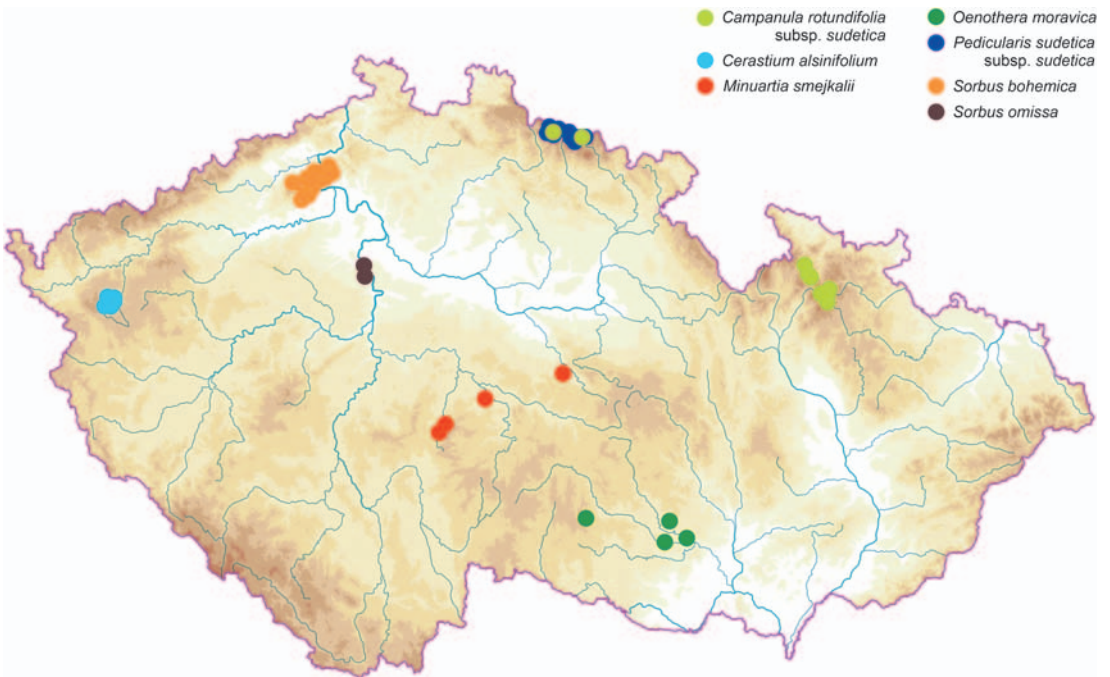 Campanula rotundifolia
subsp. sudetica
Cerastium alsinifolium
Minuartia smejkalii
Oenothera moravica
Pedicularis sudetica
subsp. sudetica
Sorbus bohemica
Sorbus omissa